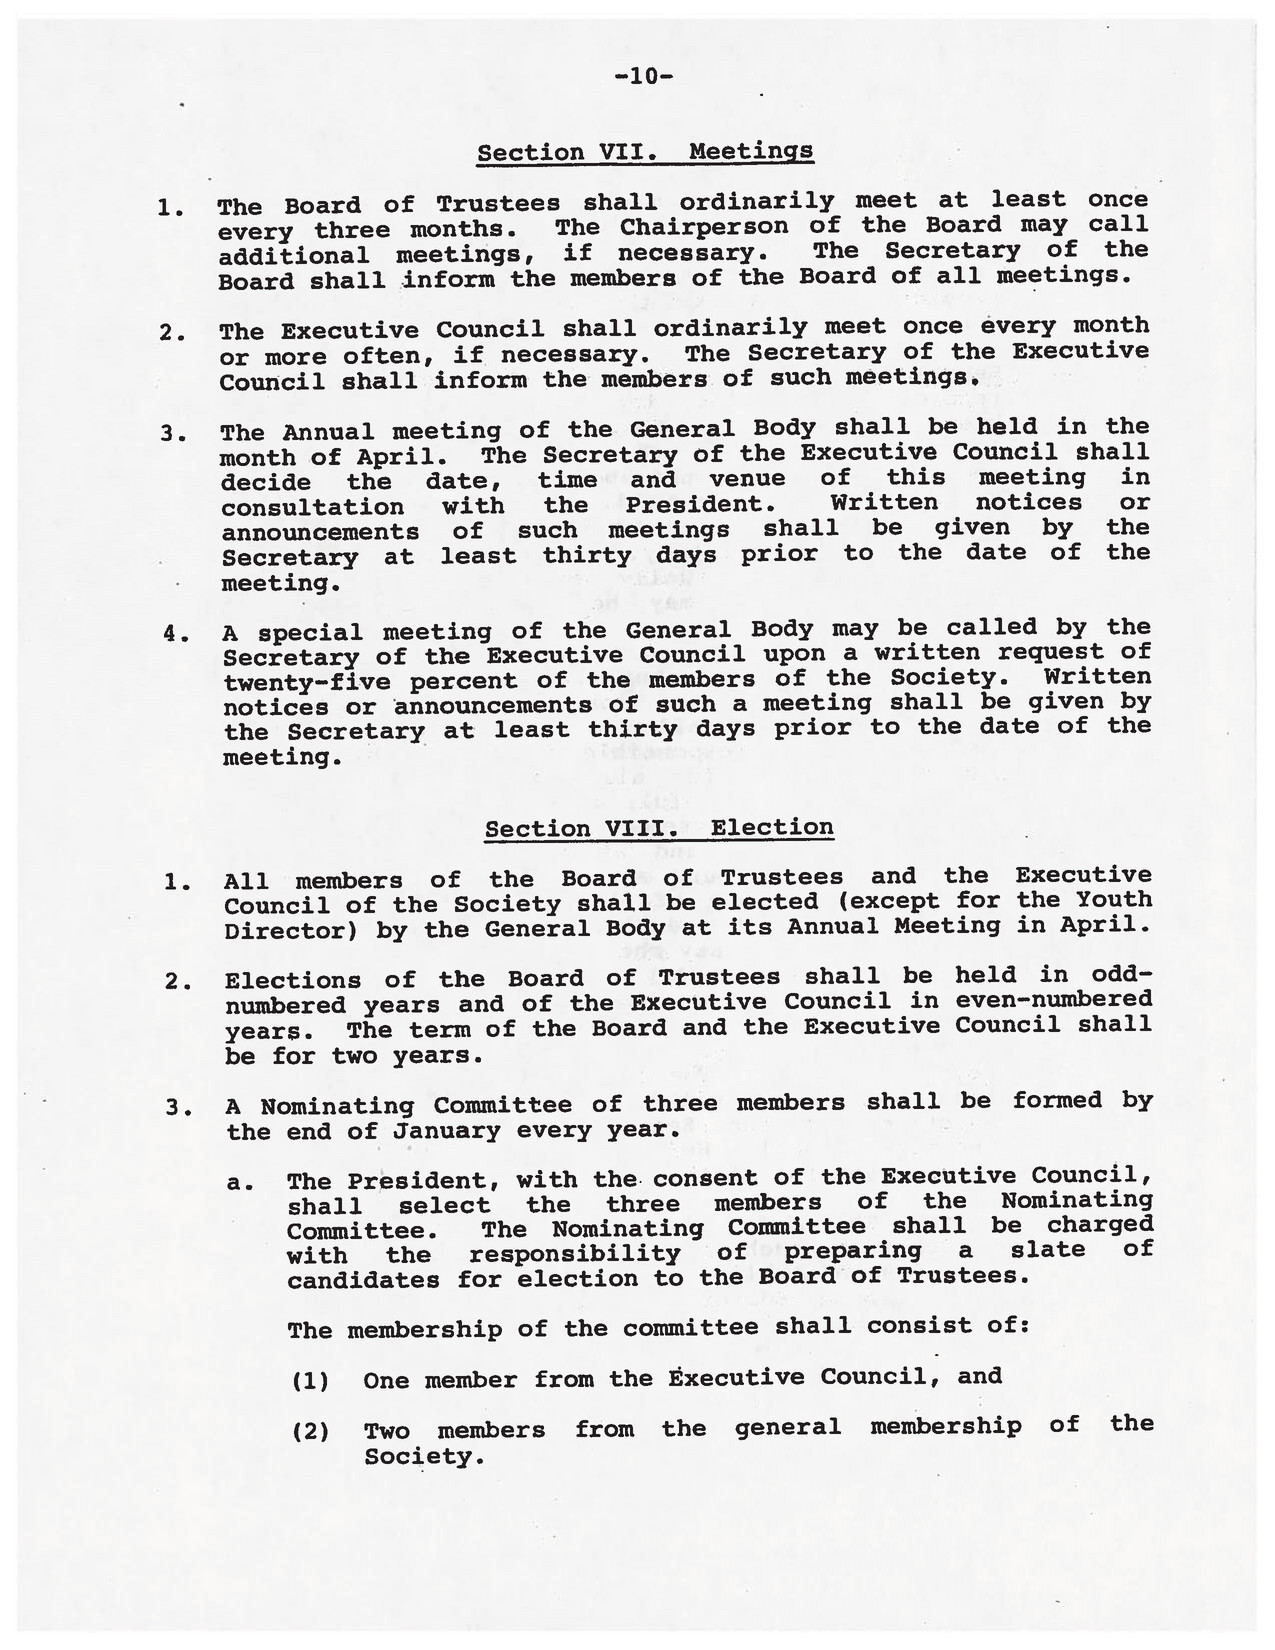 -10-
Section VII. Meetings
1. The Board of Trustees shall ordinarily meet at least once
every three months. The Chairperson of the Board may call
additional meetings, if necessary. The Secretary of the
Board shall inform the members of the Board of all meetings.
2. The Executive Council shall ordinarily meet once every month
or more often, if necessary. The Secretary of the Executive
Council shall inform the members of such meetings.
3. The Annual meeting of the General Body shall be held in the
month of April. The Secretary of the Executive Council shall
decide the date, time and venue of this meeting in
consultation with the President. Written notices or
announcements of such meetings shall be given by the
Secretary at least thirty days prior to the date of the
meeting.
4. A special meeting of the General Body may be called by the
Secretary of the Executive Council upon a written request of
twenty-five percent of the members of the Society. Written
notices or announcements of such a meeting shall be given by
the Secretary at least thirty days prior to the date of the
meeting.
Section VIII. Election
1. All members of the Board of Trustees and the Executive
Council of the Society shall be elected (except for the Youth
Director) by the General Body at its Annual Meeting in April.
2. Elections of the Board of Trustees shall be held in odd-
numbered years and of the Executive Council in even-numbered
years. The term of the Board and the Executive Council shall
be for two years.
3. A Nominating Committee of three members shall be formed by
the end of January every year.
a. The President, with the consent of the Executive Council,
shall select the three members of the Nominating
Committee. The Nominating Committee shall be charged
with the responsibility of preparing a slate of
candidates for election to the Board of Trustees.
The membership of the committee shall consist of:
(1) One member from the Executive Council, and
(2) Two members from the general membership of the
Society.